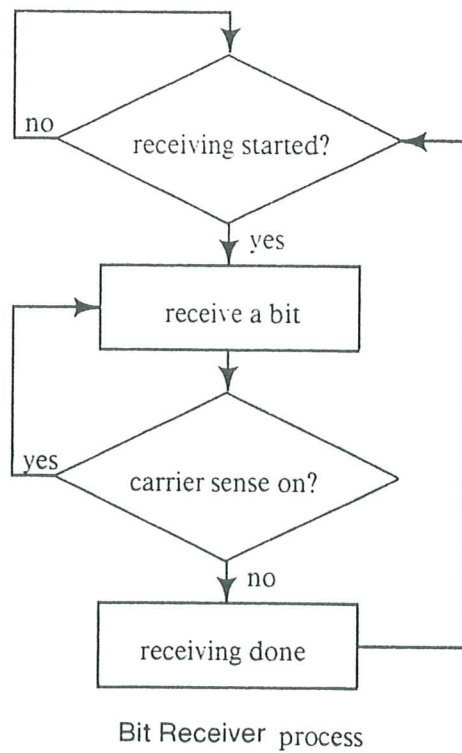 no
receiving started?
yes
receive a bit
yes
carrier sense on?
no
receiving done
Bit Receiver process